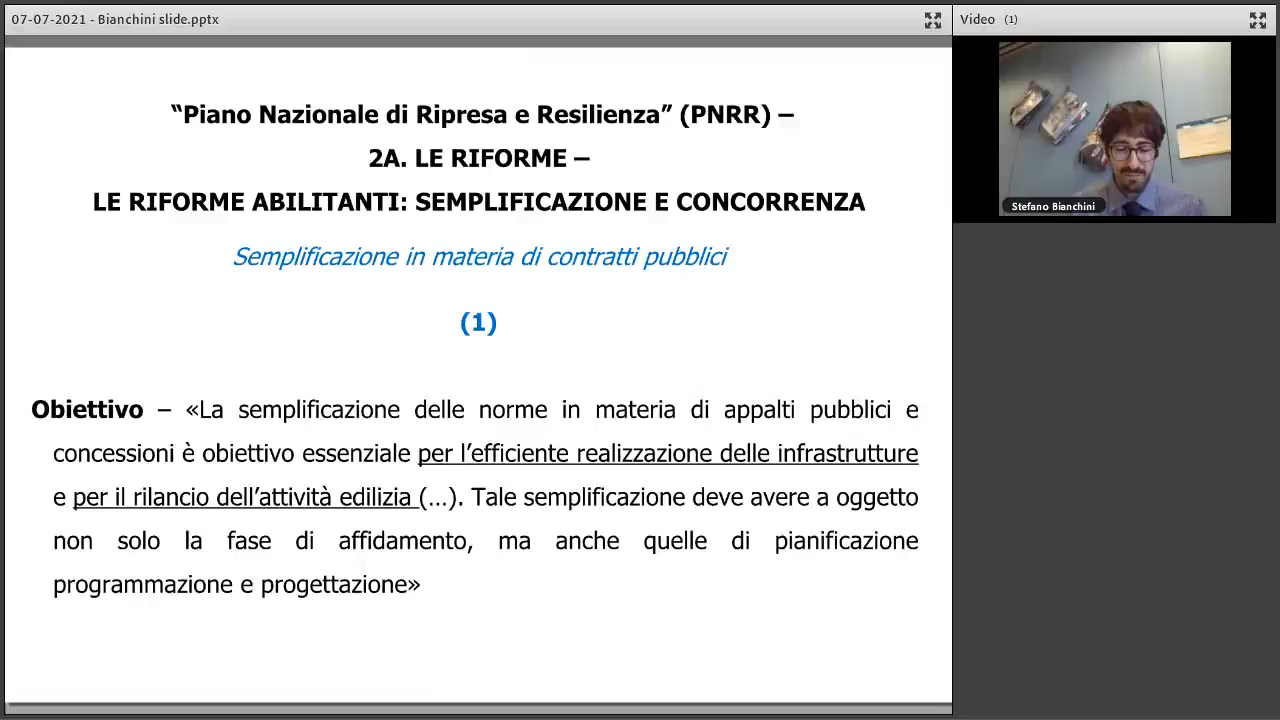 07-07-2021 - Bianchini slide.pptx
Video (1)
“Piano Nazionale di Ripresa e Resilienza” (PNRR) –
2A. LE RIFORME –
LE RIFORME ABILITANTI: SEMPLIFICAZIONE E CONCORRENZA
Semplificazione in materia di contratti pubblici
(1)
Obiettivo – «La semplificazione delle norme in materia di appalti pubblici e
concessioni è obiettivo essenziale per l’efficiente realizzazione delle infrastrutture
e per il rilancio dell’attività edilizia (…). Tale semplificazione deve avere a oggetto
non solo la fase di affidamento, ma anche quelle di pianificazione
programmazione e progettazione»
Stefano Bianchini